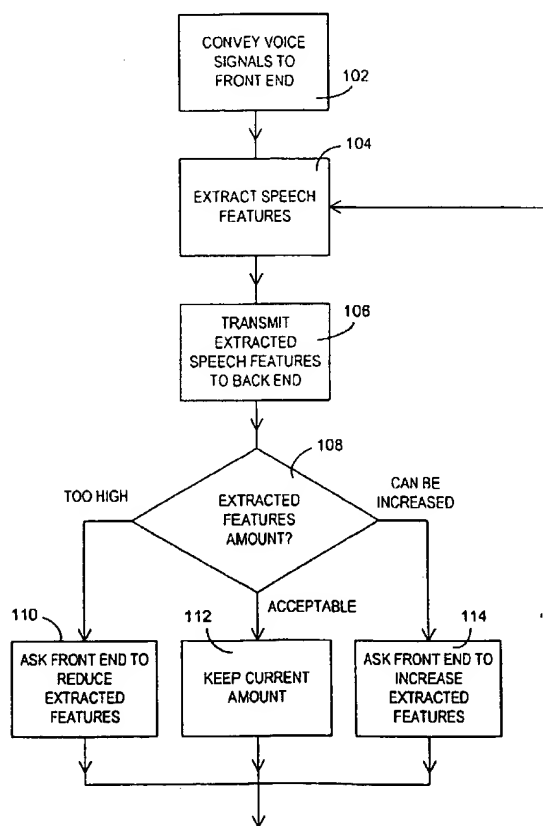 CONVEY VOICE
SIGNALS TO
FRONT END
102
104
EXTRACT SPEECH
FEATURES
106
TRANSMIT
EXTRACTED
SPEECH FEATURES
TO BACK END
108
TOO HIGH
CAN BE
INCREASED
EXTRACTED
FEATURES
AMOUNT?
ACCEPTABLE
110
112
114
ASK FRONT END TO
REDUCE
EXTRACTED
FEATURES
KEEP CURRENT
AMOUNT
ASK FRONT END TO
INCREASE
EXTRACTED
FEATURES